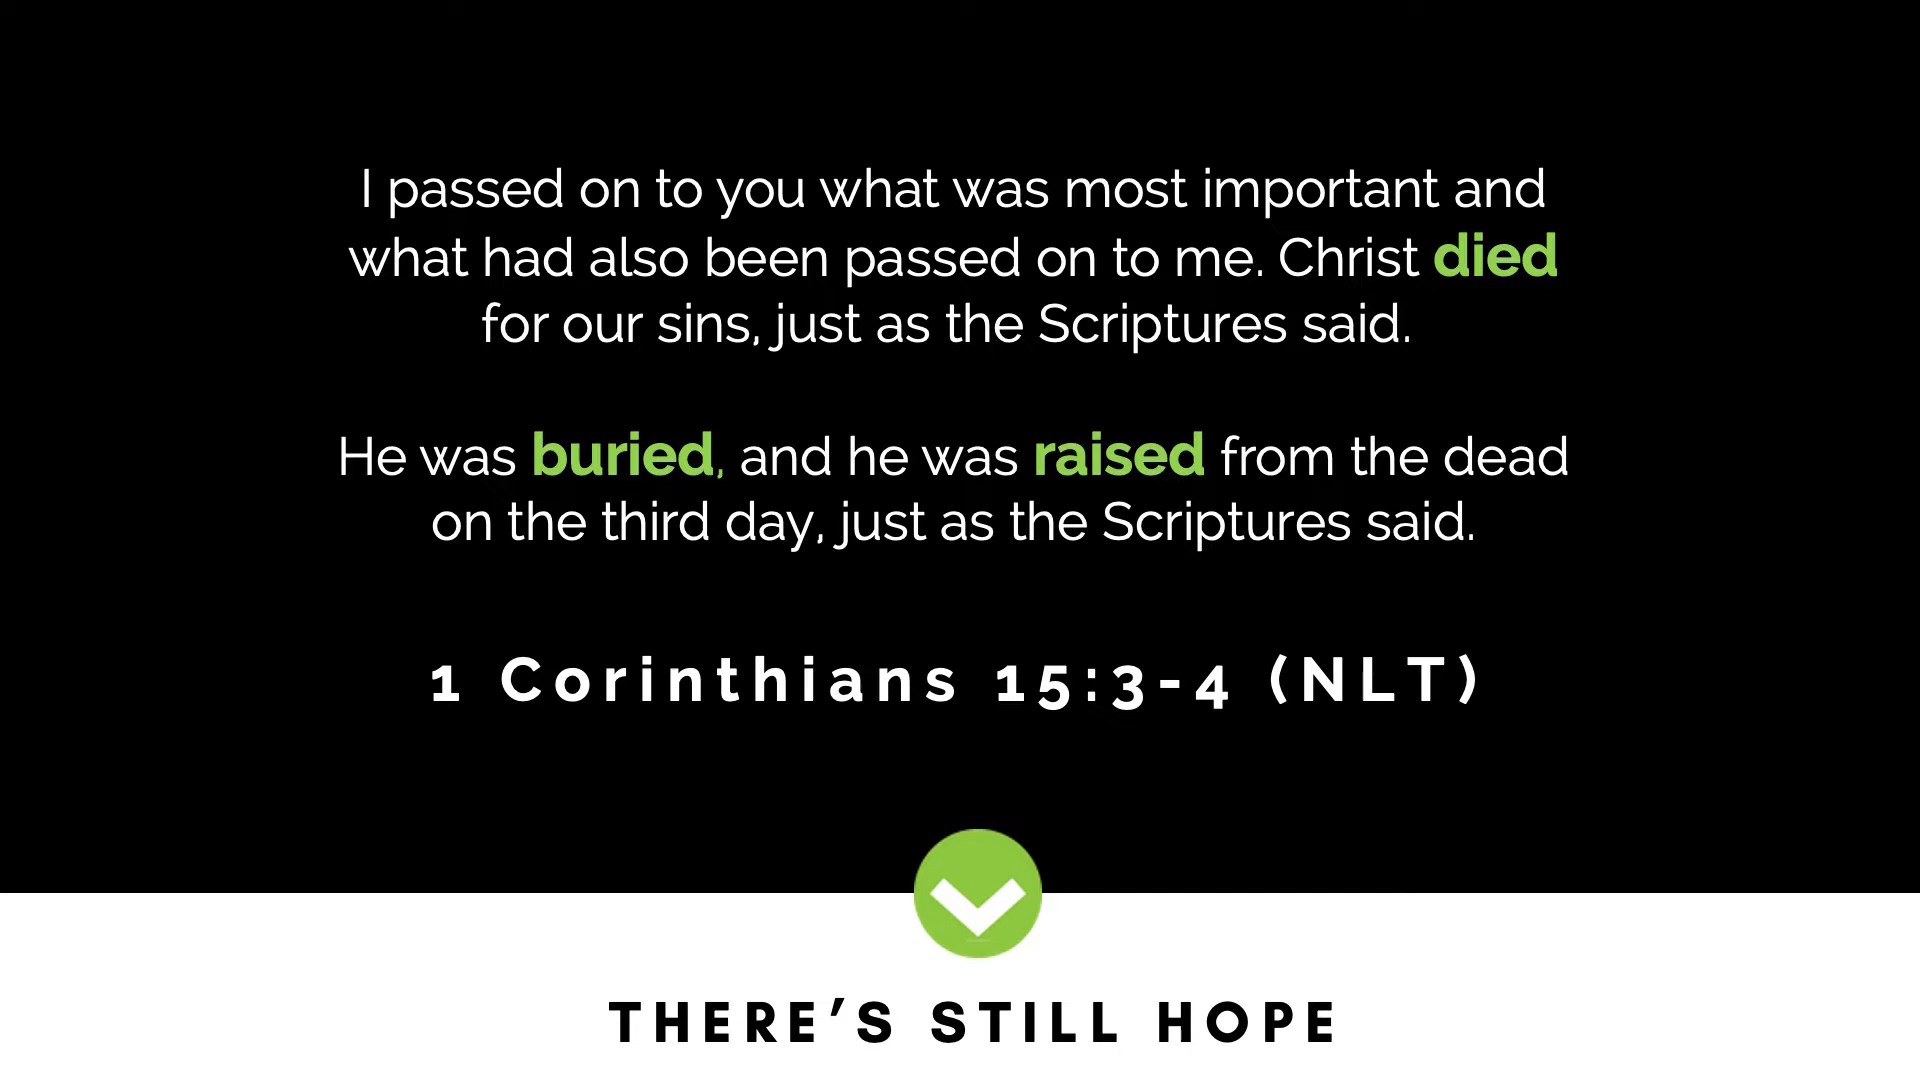 I passed on to you what was most important and
what had also been passed on to me. Christ died
for our sins, just as the Scriptures said.
He was buried, and he was raised from the dead
on the third day, just as the Scriptures said.
1 Corinthians 15:3-4 (NLT)
THERE’S STILL HOPE